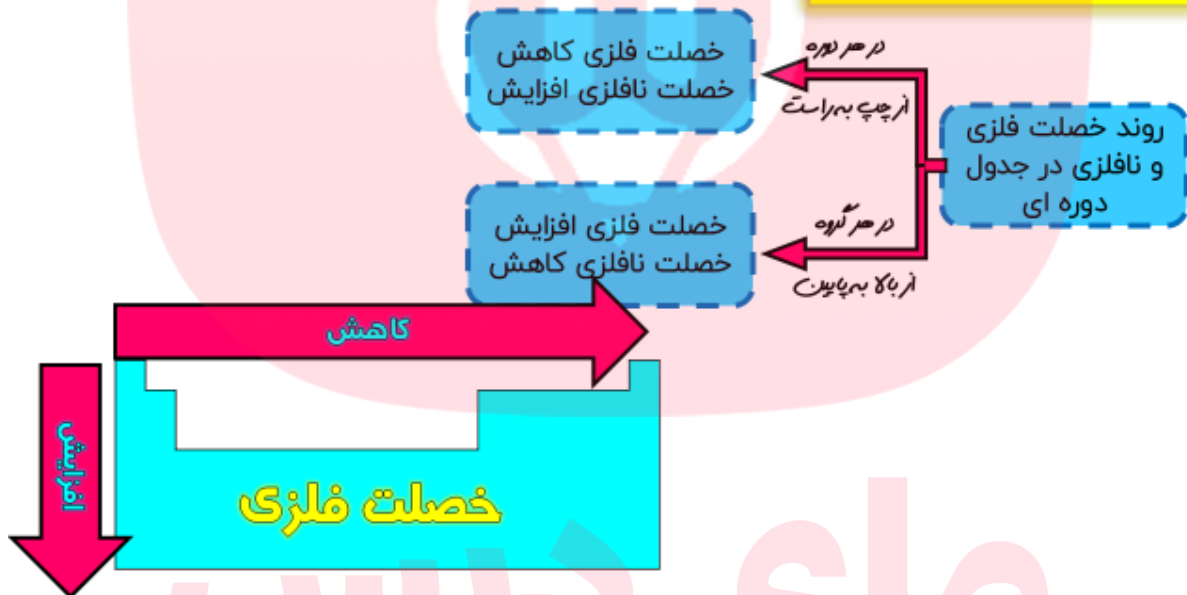 روند خصلت فلزی
و نافلزی در جدول
دوره ای
در هر دوره
از چپ به راست
خصلت فلزی کاهش
خصلت نافلزی افزایش
در هر گروه
از بالا به پایین
خصلت فلزی افزایش
خصلت نافلزی کاهش
کاهش
افزایش
خصلت فلزی